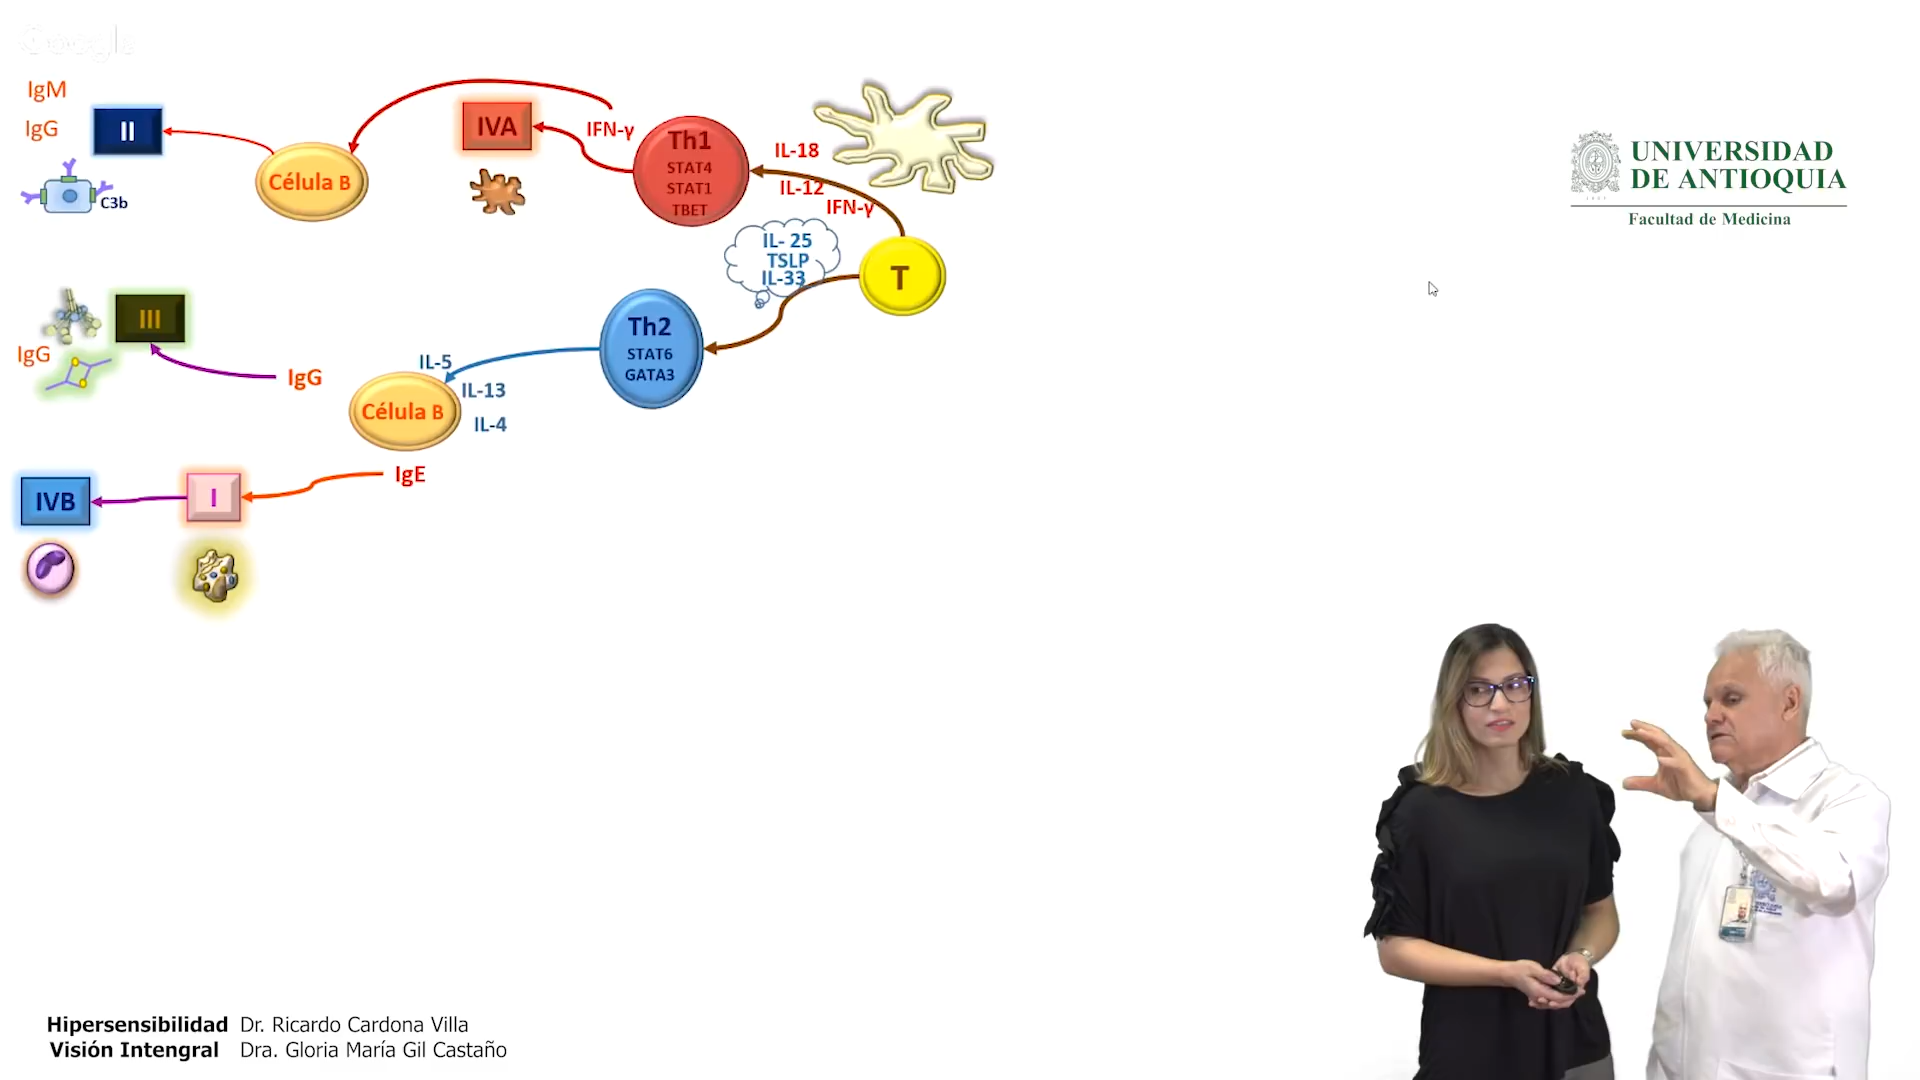 Google
IgM
IgG
II
C3b
Célula B
IVA
IFN-γ
Th1
STAT4
STAT1
TBET
IL-18
IL-12
IFN-γ
IL- 25
TSLP
IL-33
T
Th2
STAT6
GATA3
III
IgG
IgG
IL-5
IL-13
IL-4
Célula B
IgE
I
IVB
UNIVERSIDAD
DE ANTIOQUIA
Facultad de Medicina
Hipersensibilidad Dr. Ricardo Cardona Villa
Visión Intengral Dra. Gloria María Gil Castaño